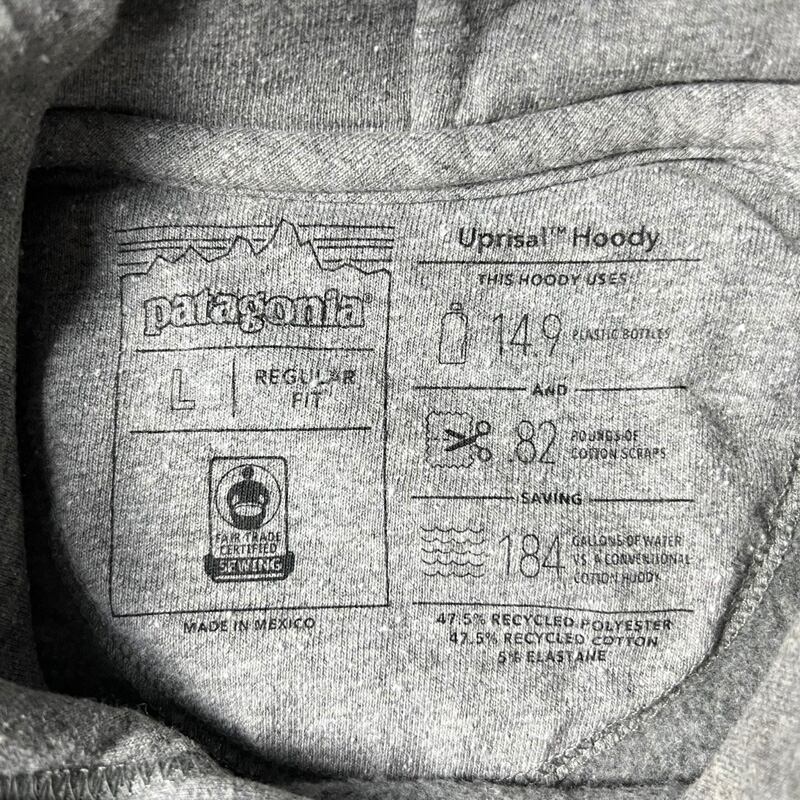 patagonia®
L
REGULAR
FIT
FAIR TRADE
CERTIFIED
SEWING
MADE IN MEXICO
Uprisal™ Hoody
THIS HOODY USES
14.9 PLASTIC BOTTLES
AND
.82 POUNDS OF
COTTON SCRAPS
SAVING
184 GALLONS OF WATER
VS. A CONVENTIONAL
COTTON HOODY
47.5% RECYCLED POLYESTER
47.5% RECYCLED COTTON
5% ELASTANE